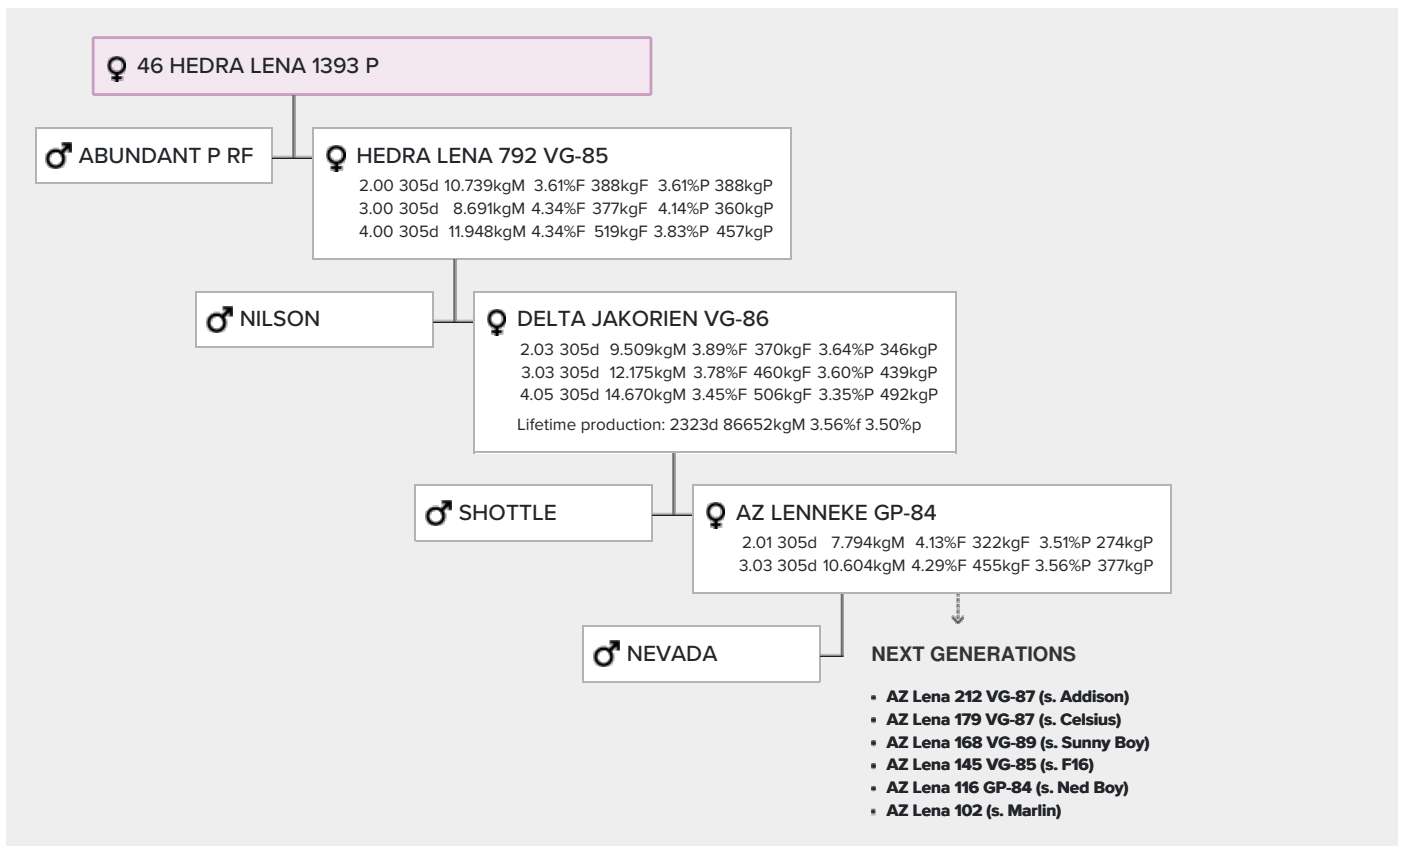 46 HEDRA LENA 1393 P
ABUNDANT P RF
HEDRA LENA 792 VG-85
2.00 305d 10.739kgM 3.61%F 388kgF 3.61%P 388kgP
3.00 305d 8.691kgM 4.34%F 377kgF 4.14%P 360kgP
4.00 305d 11.948kgM 4.34%F 519kgF 3.83%P 457kgP
NILSON
DELTA JAKORIEN VG-86
2.03 305d 9.509kgM 3.89%F 370kgF 3.64%P 346kgP
3.03 305d 12.175kgM 3.78%F 460kgF 3.60%P 439kgP
4.05 305d 14.670kgM 3.45%F 506kgF 3.35%P 492kgP
Lifetime production: 2323d 86652kgM 3.56%f 3.50%p
SHOTTLE
AZ LENNEKE GP-84
2.01 305d 7.794kgM 4.13%F 322kgF 3.51%P 274kgP
3.03 305d 10.604kgM 4.29%F 455kgF 3.56%P 377kgP
NEVADA
NEXT GENERATIONS
• AZ Lena 212 VG-87 (s. Addison)
• AZ Lena 179 VG-87 (s. Celsius)
• AZ Lena 168 VG-89 (s. Sunny Boy)
• AZ Lena 145 VG-85 (s. F16)
• AZ Lena 116 GP-84 (s. Ned Boy)
• AZ Lena 102 (s. Marlin)